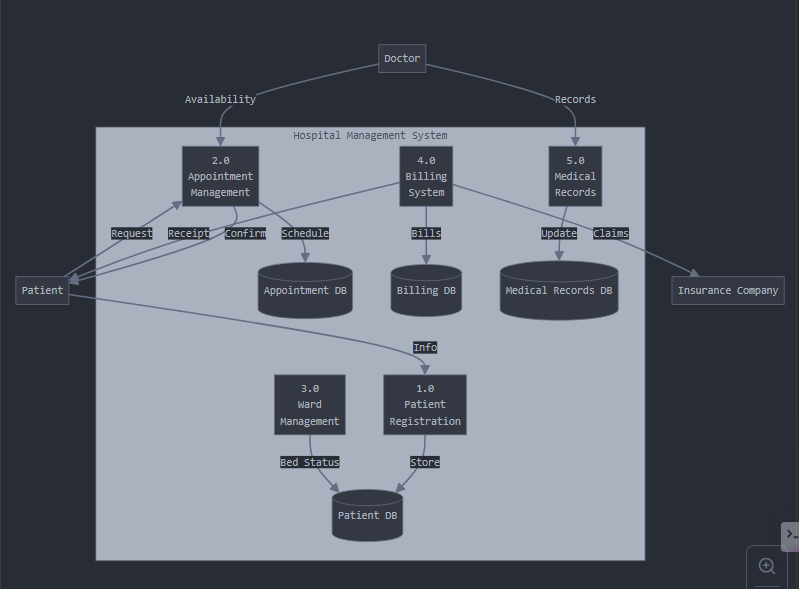 Doctor
Availability
Records
Hospital Management System
2.0
Appointment
Management
4.0
Billing
System
5.0
Medical
Records
Request
Receipt
Confirm
Schedule
Bills
Update
Claims
Patient
Appointment DB
Billing DB
Medical Records DB
Insurance Company
Info
3.0
Ward
Management
1.0
Patient
Registration
Bed Status
Store
Patient DB